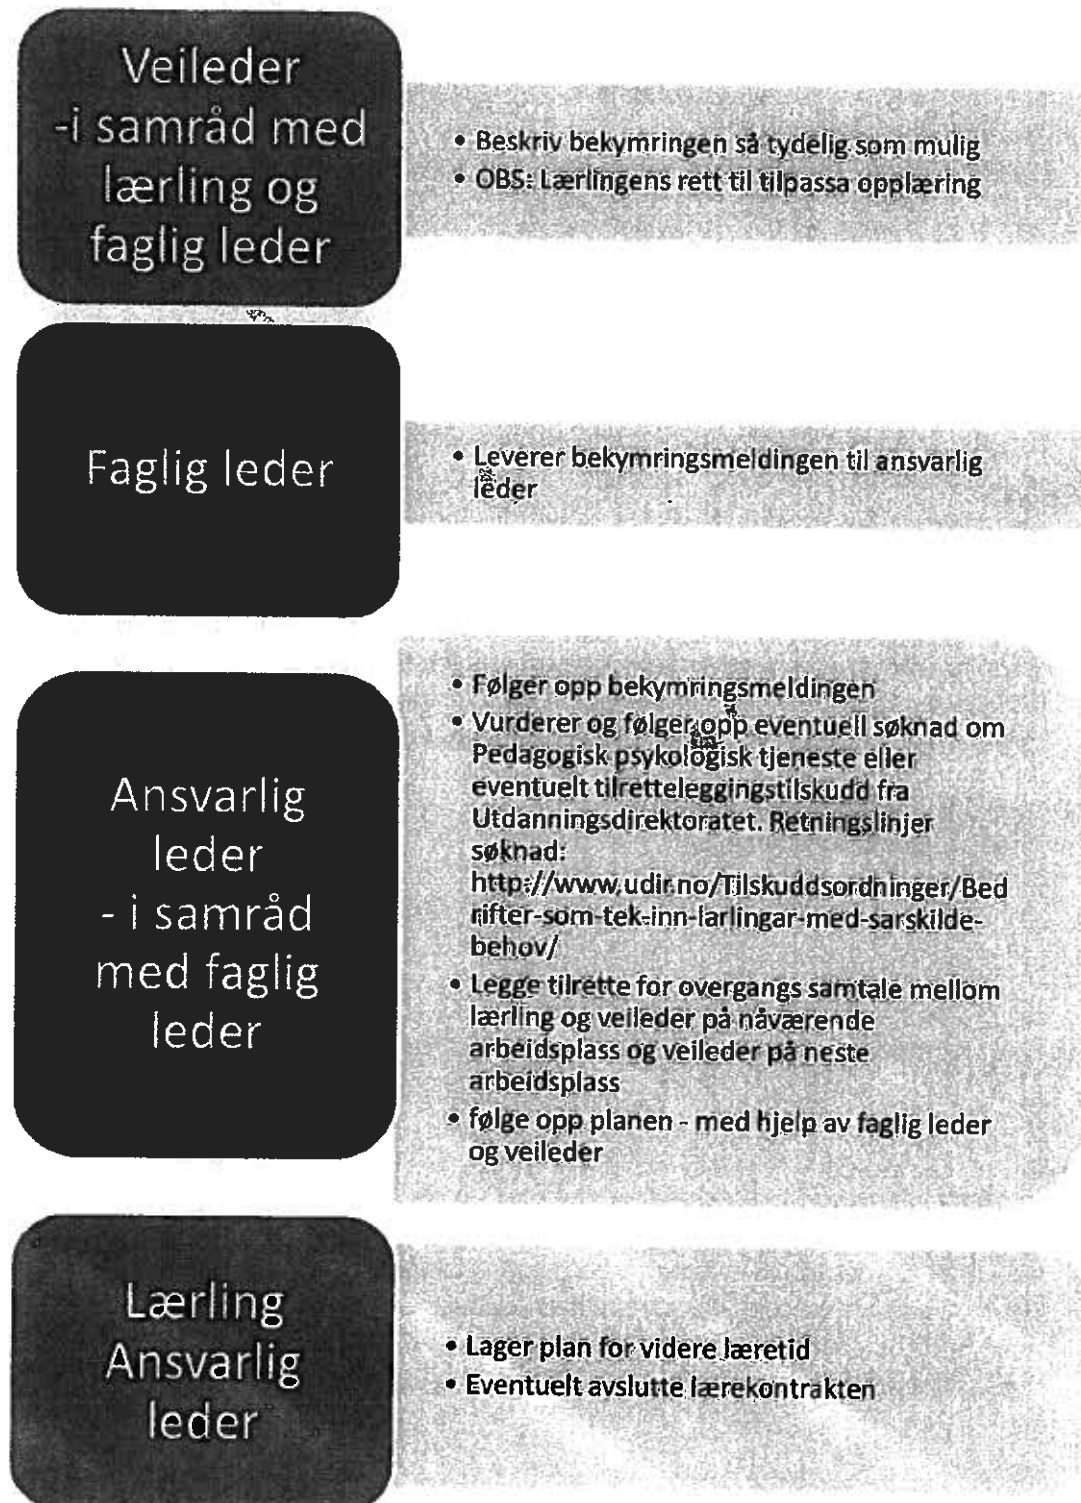 Veileder
-i samråd med
lærling og
faglig leder
• Beskriv bekymringen så tydelig som mulig
• OBS: Lærlingens rett til tilpassa opplæring
Faglig leder
• Leverer bekymringsmeldingen til ansvarlig
leder
Ansvarlig
leder
- i samråd
med faglig
leder
• Følger opp bekymringsmeldingen
• Vurderer og følger opp eventuell søknad om
Pedagogisk psykologisk tjeneste eller
eventuelt tilretteleggingstilskudd fra
Utdanningsdirektoratet. Retningslinjer
søknad:
http://www.udir.no/Tilskuddsordninger/Bed
rifter-som-tek-inn-larlingar-med-sarskilde-
behov/
• Legge tilrette for overgangs samtale mellom
lærling og veileder på nåværende
arbeidsplass og veileder på neste
arbeidsplass
• følge opp planen - med hjelp av faglig leder
og veileder
Lærling
Ansvarlig
leder
• Lager plan for videre læretid
• Eventuelt avslutte lærekontrakten